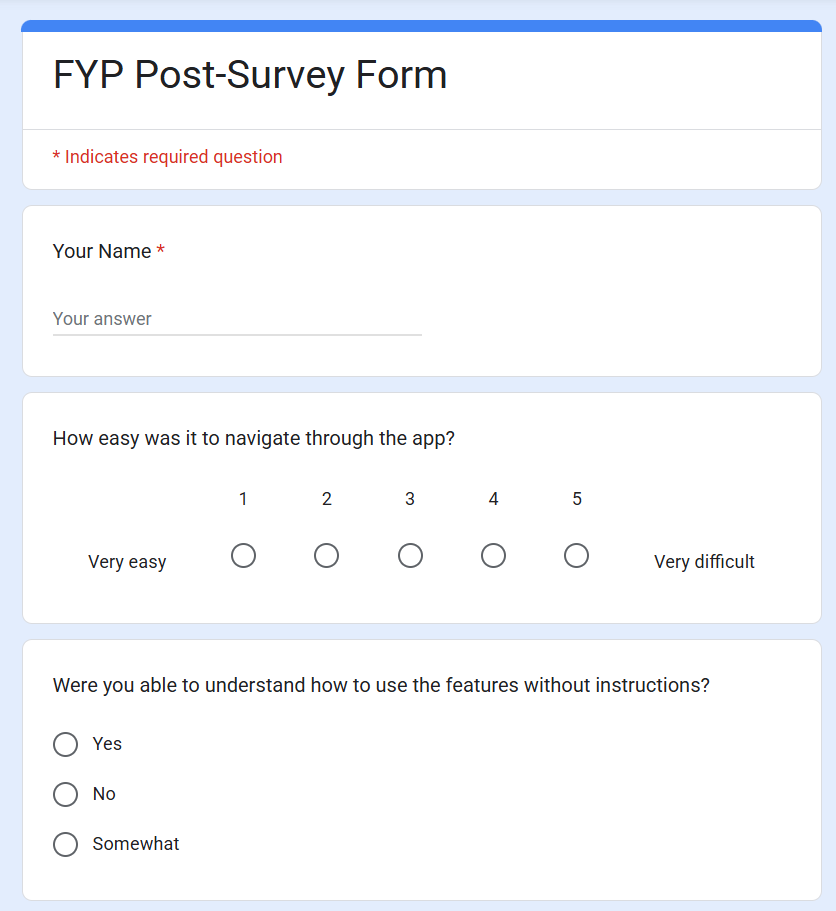 FYP Post-Survey Form
* Indicates required question
Your Name *
Your answer
How easy was it to navigate through the app?
1 2 3 4 5
Very easy Very difficult
Were you able to understand how to use the features without instructions?
Yes
No
Somewhat